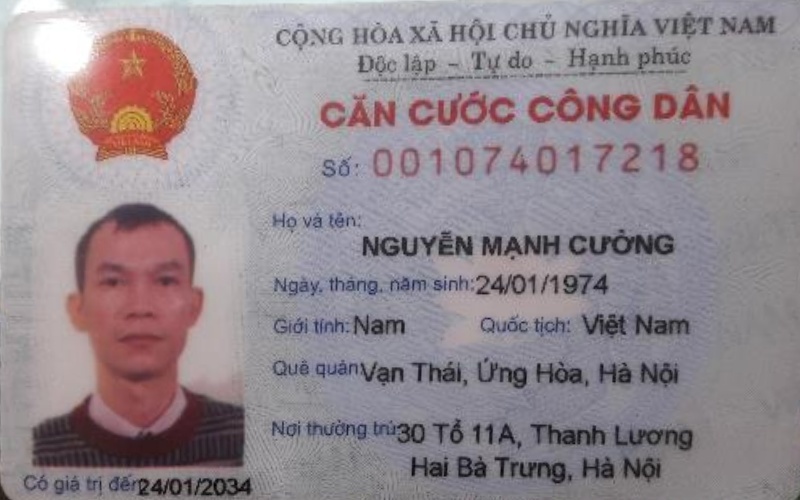 CỘNG HÒA XÃ HỘI CHỦ NGHĨA VIỆT NAM
Độc lập - Tự do - Hạnh phúc
CĂN CƯỚC CÔNG DÂN
Số: 001074017218
Họ và tên:
NGUYỄN MẠNH CƯỜNG
Ngày, tháng, năm sinh: 24/01/1974
Giới tính: Nam Quốc tịch: Việt Nam
Quê quán: Vạn Thái, Ứng Hòa, Hà Nội
Nơi thường trú: 30 Tổ 11A, Thanh Lương
Hai Bà Trưng, Hà Nội
Có giá trị đến: 24/01/2034